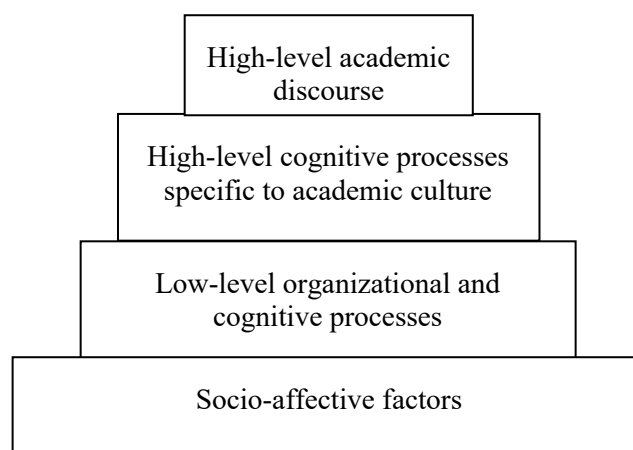 High-level academic
discourse
High-level cognitive processes
specific to academic culture
Low-level organizational and
cognitive processes
Socio-affective factors